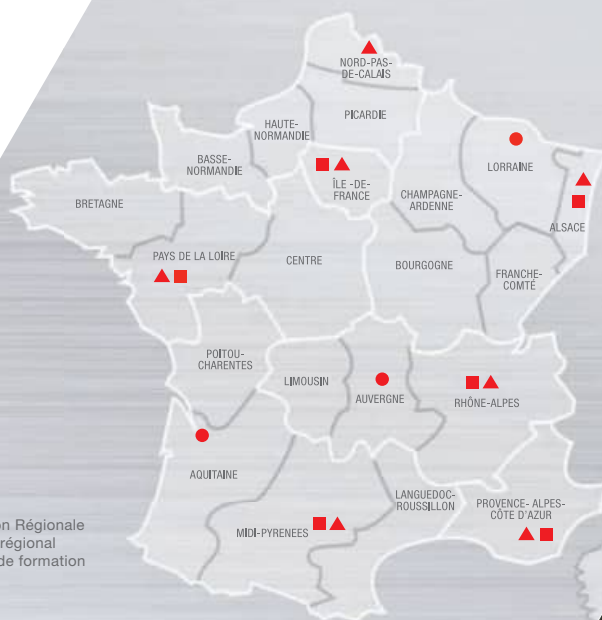 NORD-PAS-
DE-CALAIS
PICARDIE
HAUTE-
NORMANDIE
BASSE-
NORMANDIE
ÎLE -DE-
FRANCE
LORRAINE
CHAMPAGNE-
ARDENNE
ALSACE
BRETAGNE
PAYS DE LA LOIRE
CENTRE
BOURGOGNE
FRANCHE-
COMTÉ
POITOU-
CHARENTES
LIMOUSIN
AUVERGNE
RHÔNE-ALPES
AQUITAINE
MIDI-PYRENEES
LANGUEDOC-
ROUSSILLON
PROVENCE- ALPES-
CÔTE D'AZUR
on Régionale
régional
de formation